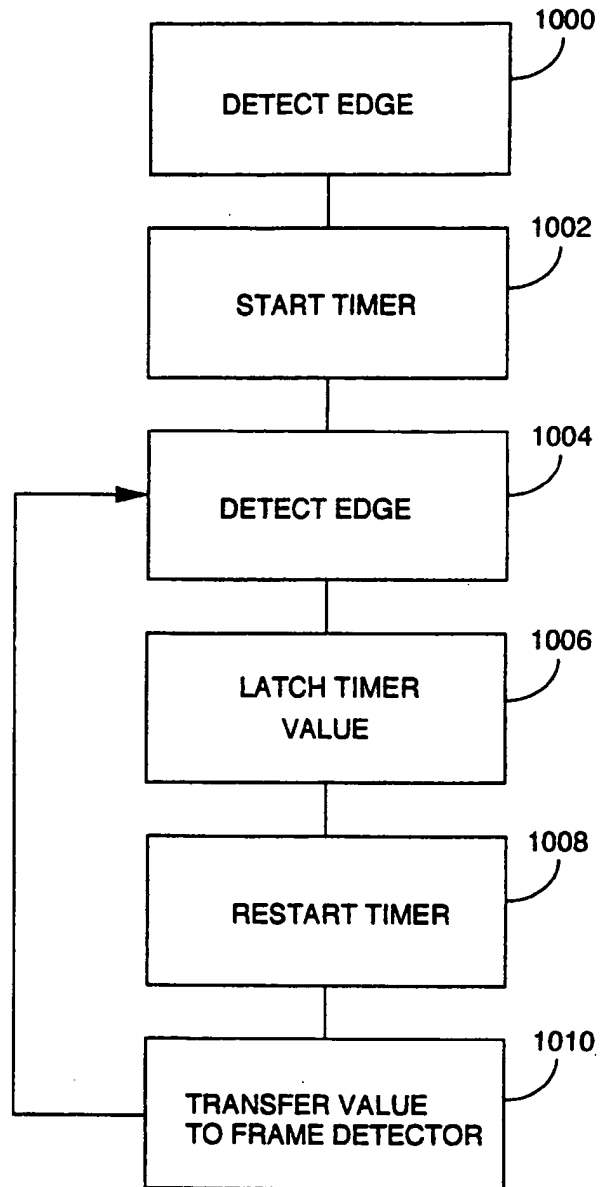 1000
DETECT EDGE
1002
START TIMER
1004
DETECT EDGE
1006
LATCH TIMER
VALUE
1008
RESTART TIMER
1010
TRANSFER VALUE
TO FRAME DETECTOR